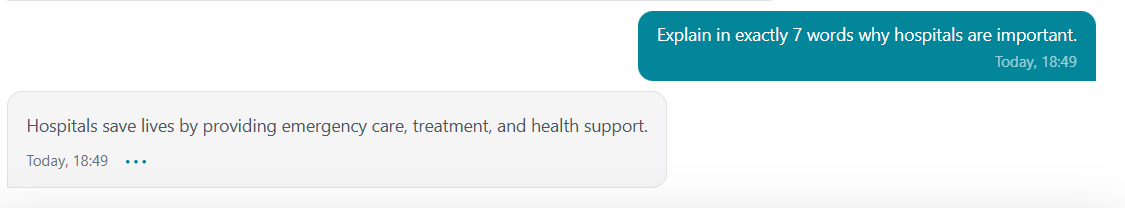 Explain in exactly 7 words why hospitals are important.
Today, 18:49
Hospitals save lives by providing emergency care, treatment, and health support.
Today, 18:49